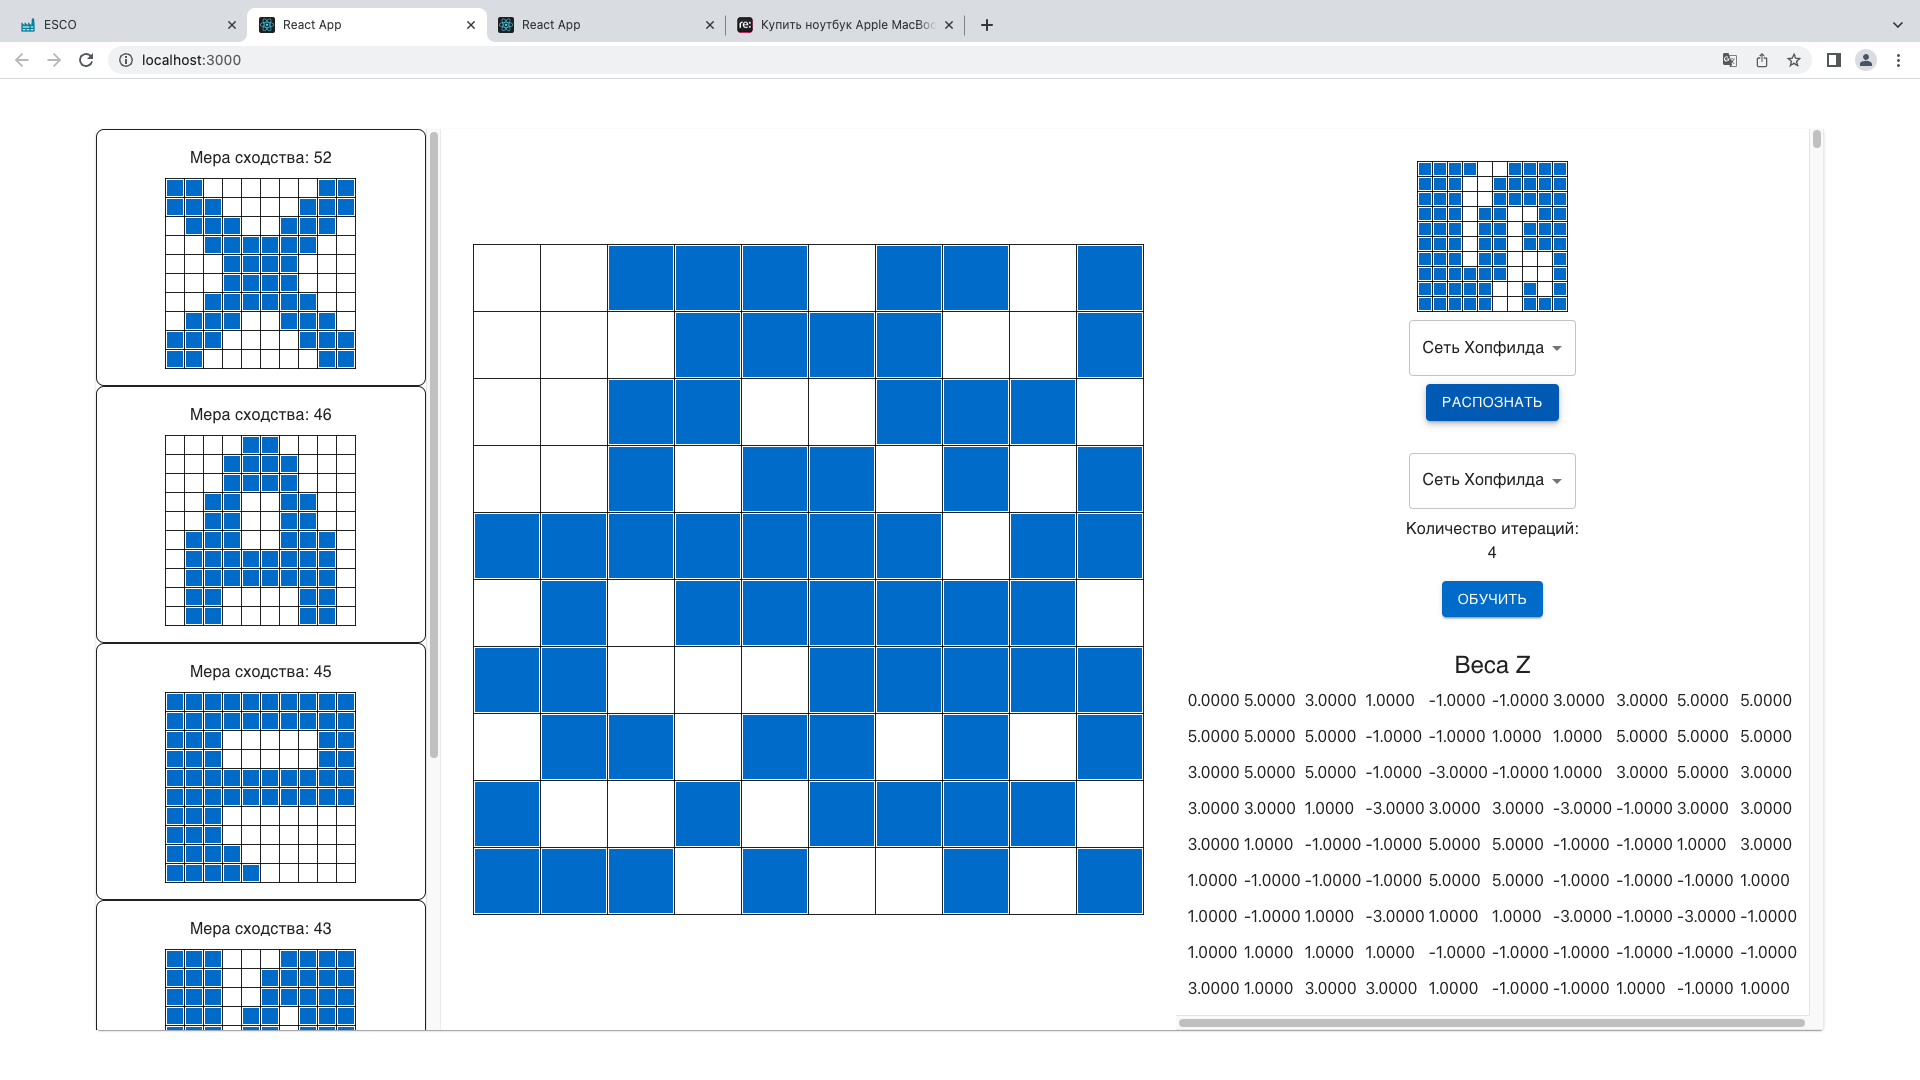 ESCO
React App
React App
re:
Купить ноутбук Apple MacBoo
localhost:3000
Мера сходства: 52
Мера сходства: 46
Мера сходства: 45
Мера сходства: 43
Сеть Хопфилда
РАСПОЗНАТЬ
Сеть Хопфилда
Количество итераций:
4
ОБУЧИТЬ
Веса Z
0.0000 5.0000 3.0000 1.0000 -1.0000 -1.0000 3.0000 3.0000 5.0000 5.0000
5.0000 5.0000 5.0000 -1.0000 -1.0000 1.0000 1.0000 5.0000 5.0000 5.0000
3.0000 5.0000 5.0000 -1.0000 -3.0000 -1.0000 1.0000 3.0000 5.0000 3.0000
3.0000 3.0000 1.0000 -3.0000 3.0000 3.0000 -3.0000 -1.0000 3.0000 3.0000
3.0000 1.0000 -1.0000 -1.0000 5.0000 5.0000 -1.0000 -1.0000 1.0000 3.0000
1.0000 -1.0000 -1.0000 -1.0000 5.0000 5.0000 -1.0000 -1.0000 -1.0000 1.0000
1.0000 -1.0000 1.0000 -3.0000 1.0000 1.0000 -3.0000 -1.0000 -3.0000 -1.0000
1.0000 1.0000 1.0000 1.0000 -1.0000 -1.0000 -1.0000 -1.0000 -1.0000 -1.0000
3.0000 1.0000 3.0000 3.0000 1.0000 -1.0000 -1.0000 1.0000 -1.0000 1.0000